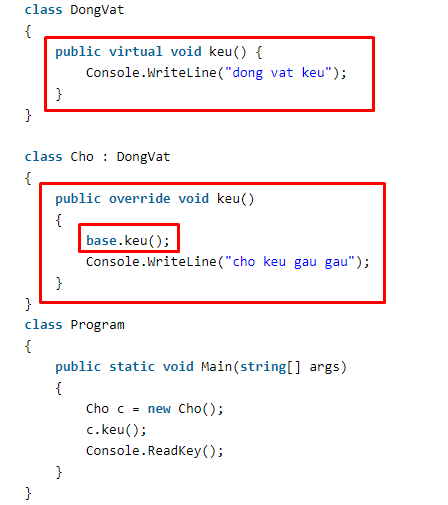 class DongVat
{
    public virtual void keu() {
        Console.WriteLine("dong vat keu");
    }
}
class Cho : DongVat
{
    public override void keu()
    {
        base.keu();
        Console.WriteLine("cho keu gau gau");
    }
}
class Program
{
    public static void Main(string[] args)
    {
        Cho c = new Cho();
        c.keu();
        Console.ReadKey();
    }
}